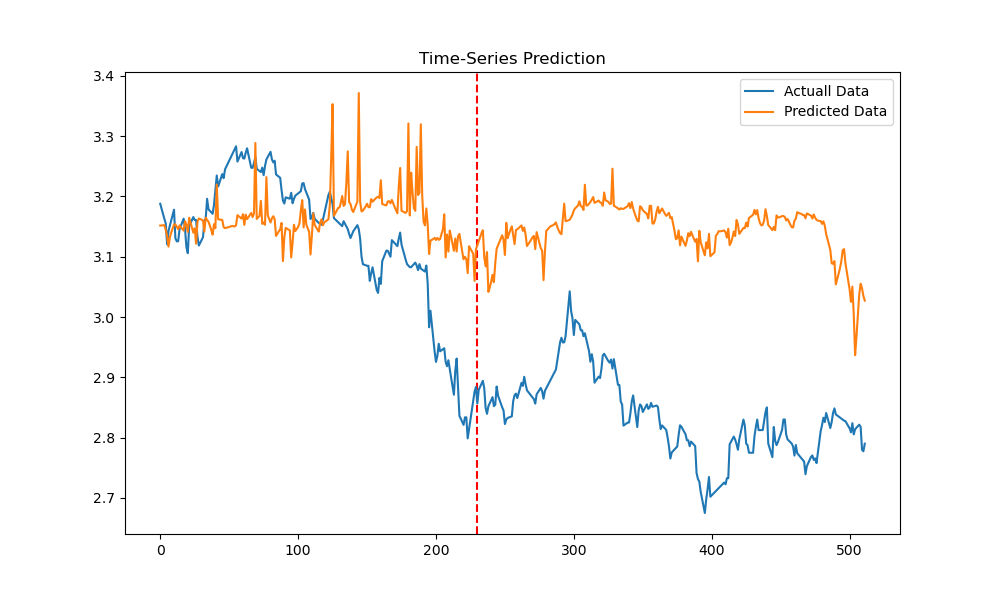 Time-Series Prediction
Actuall Data
Predicted Data
3.4
3.3
3.2
3.1
3.0
2.9
2.8
2.7
0 100 200 300 400 500